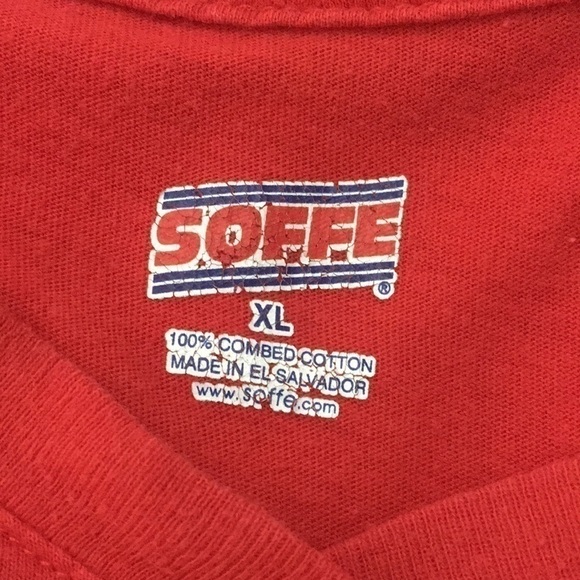 SOFFE®
XL
100% COMBED COTTON
MADE IN EL SALVADOR
www.soffe.com